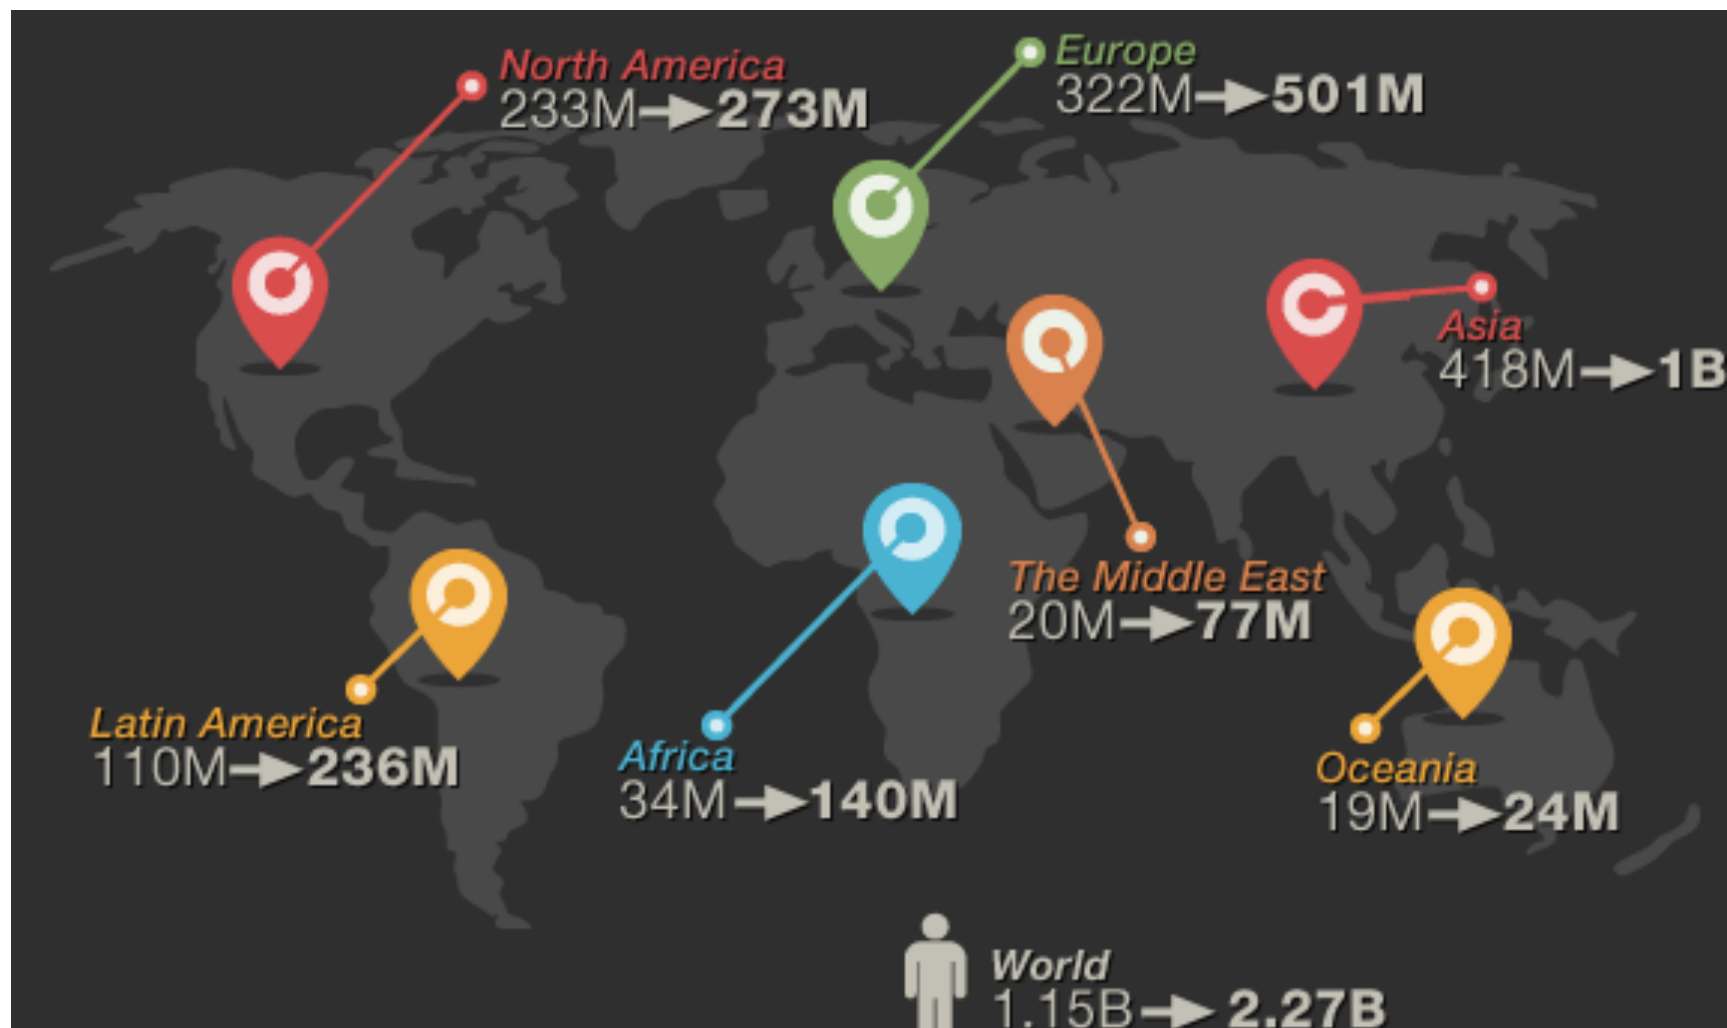 North America
233M→273M
Europe
322M→501M
Asia
418M→1B
The Middle East
20M→77M
Latin America
110M→236M
Africa
34M→140M
Oceania
19M→24M
World
1.15B→ 2.27B